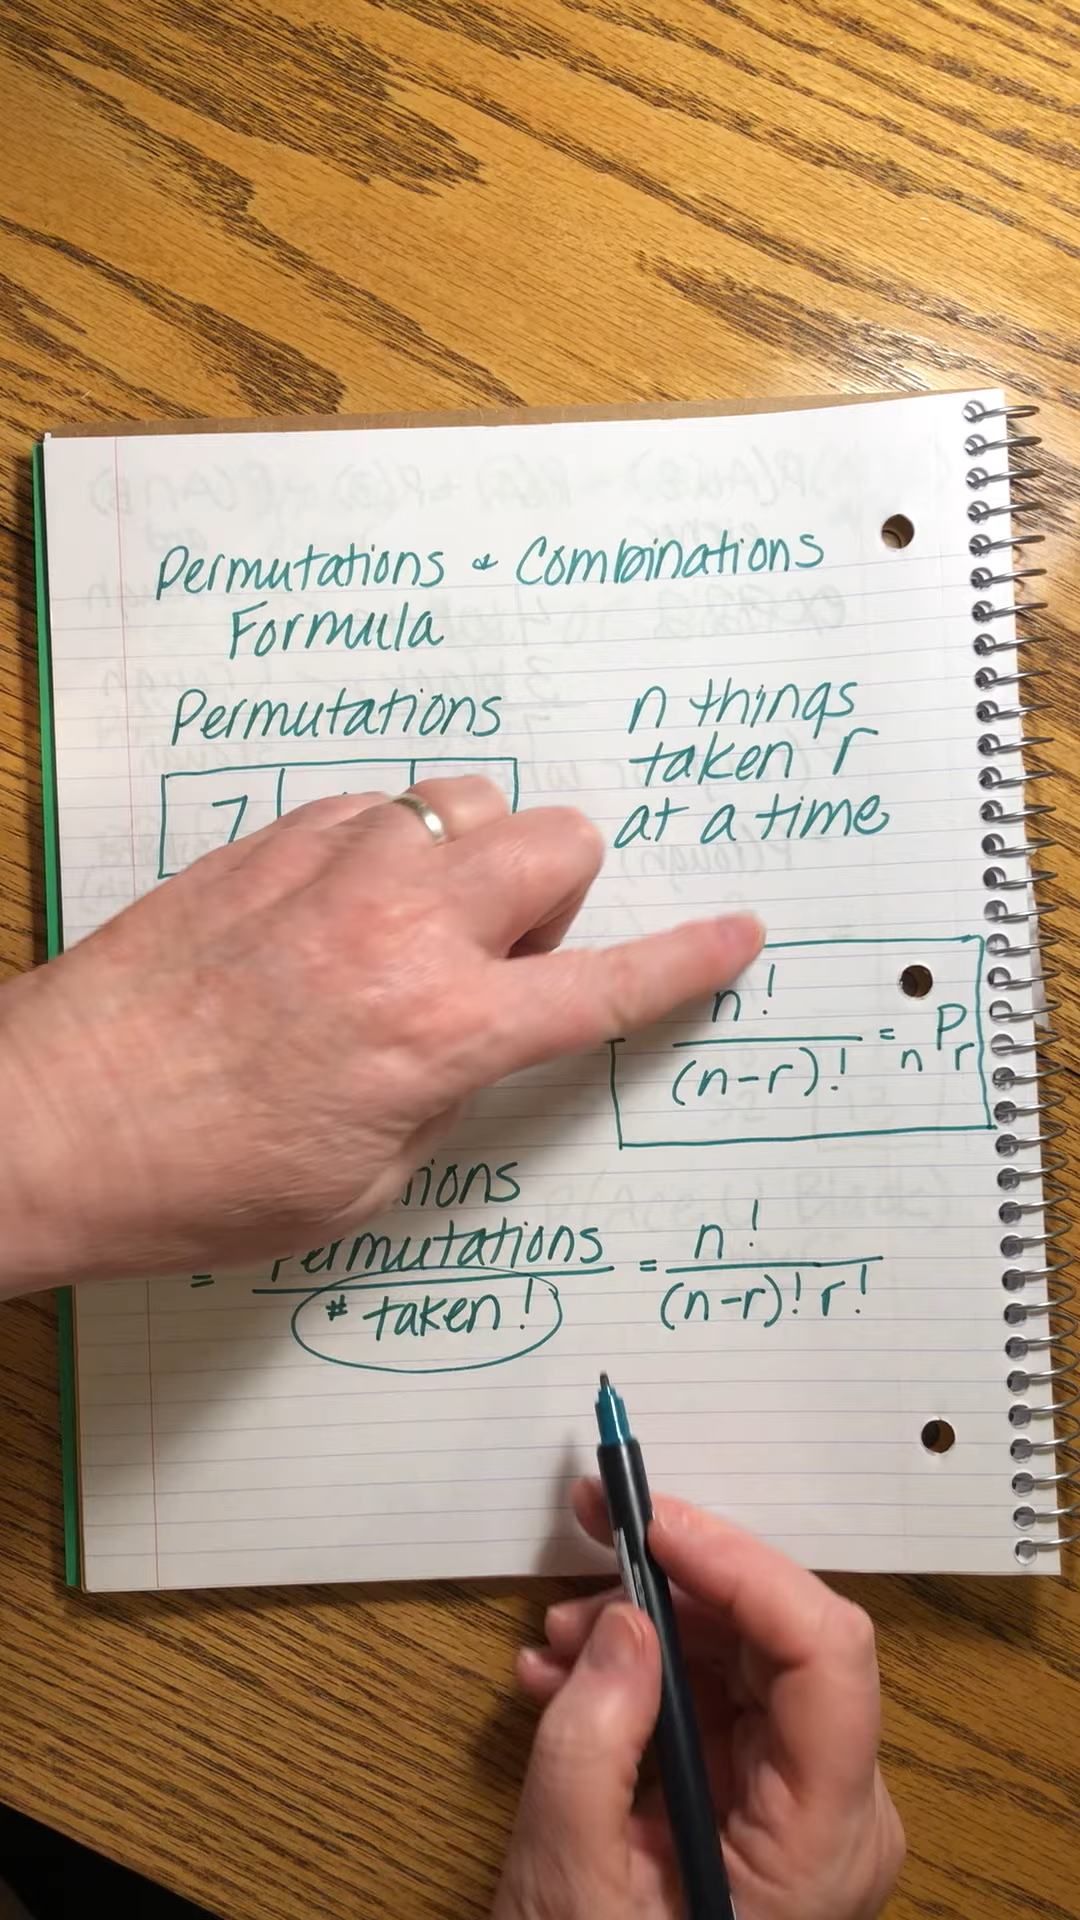 Permutations & Combinations
Formula
Permutations
n things
taken r
at a time
7
n!
(n-r)!
= nPr
Permutations
= # taken!
= n!
(n-r)! r!